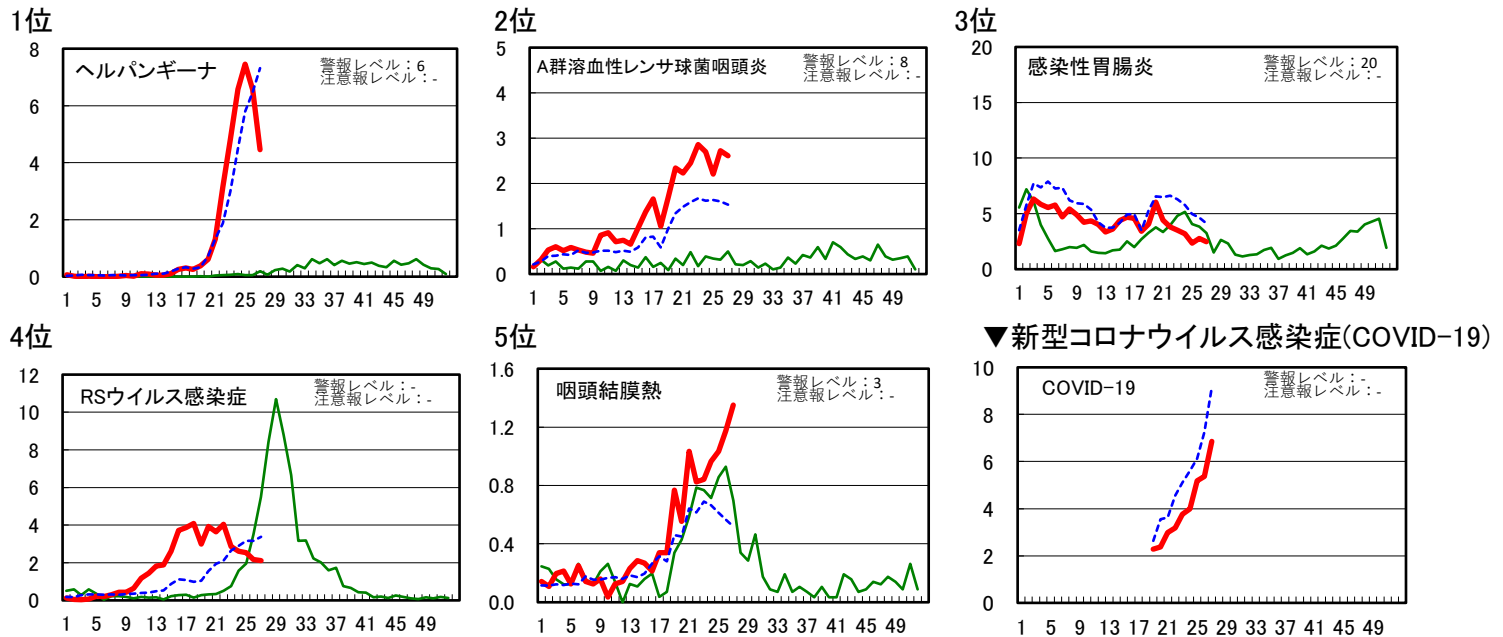 1位
ヘルパンギーナ
警報レベル：6
注意報レベル：-
8
6
4
2
0
1 5 9 13 17 21 25 29 33 37 41 45 49
2位
A群溶血性レンサ球菌咽頭炎
警報レベル：8
注意報レベル：-
5
4
3
2
1
0
1 5 9 13 17 21 25 29 33 37 41 45 49
3位
感染性胃腸炎
警報レベル：20
注意報レベル：-
20
15
10
5
0
1 5 9 13 17 21 25 29 33 37 41 45 49
4位
RSウイルス感染症
警報レベル：-
注意報レベル：-
12
10
8
6
4
2
0
1 5 9 13 17 21 25 29 33 37 41 45 49
5位
咽頭結膜熱
警報レベル：3
注意報レベル：-
1.6
1.2
0.8
0.4
0.0
1 5 9 13 17 21 25 29 33 37 41 45 49
▼新型コロナウイルス感染症(COVID-19)
COVID-19
警報レベル：-
注意報レベル：-
10
8
6
4
2
0
1 5 9 13 17 21 25 29 33 37 41 45 49